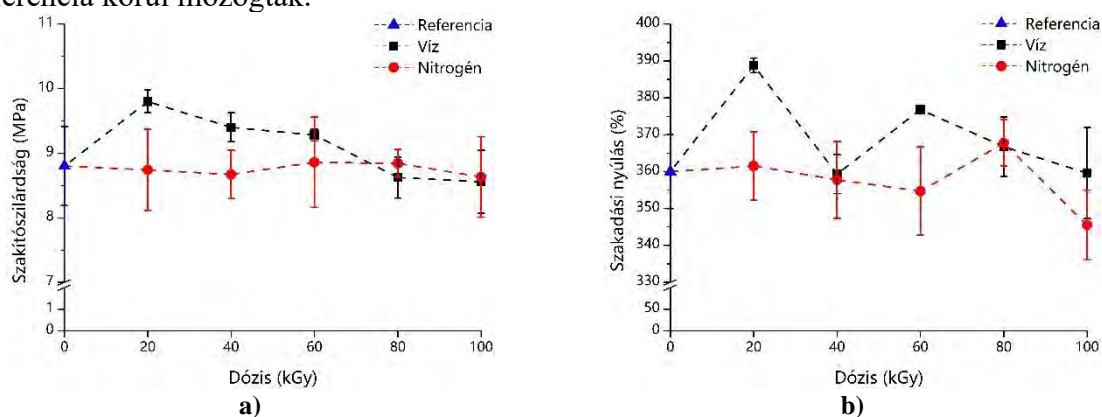 referencia körül mozogtak.
11
10
9
8
7
1
0
Szakítószilárdság (MPa)
Referencia
Víz
Nitrogén
0 20 40 60 80 100
Dózis (kGy)
a)
400
390
380
370
360
350
340
330
50
0
Szakadási nyúlás (%)
Referencia
Víz
Nitrogén
0 20 40 60 80 100
Dózis (kGy)
b)